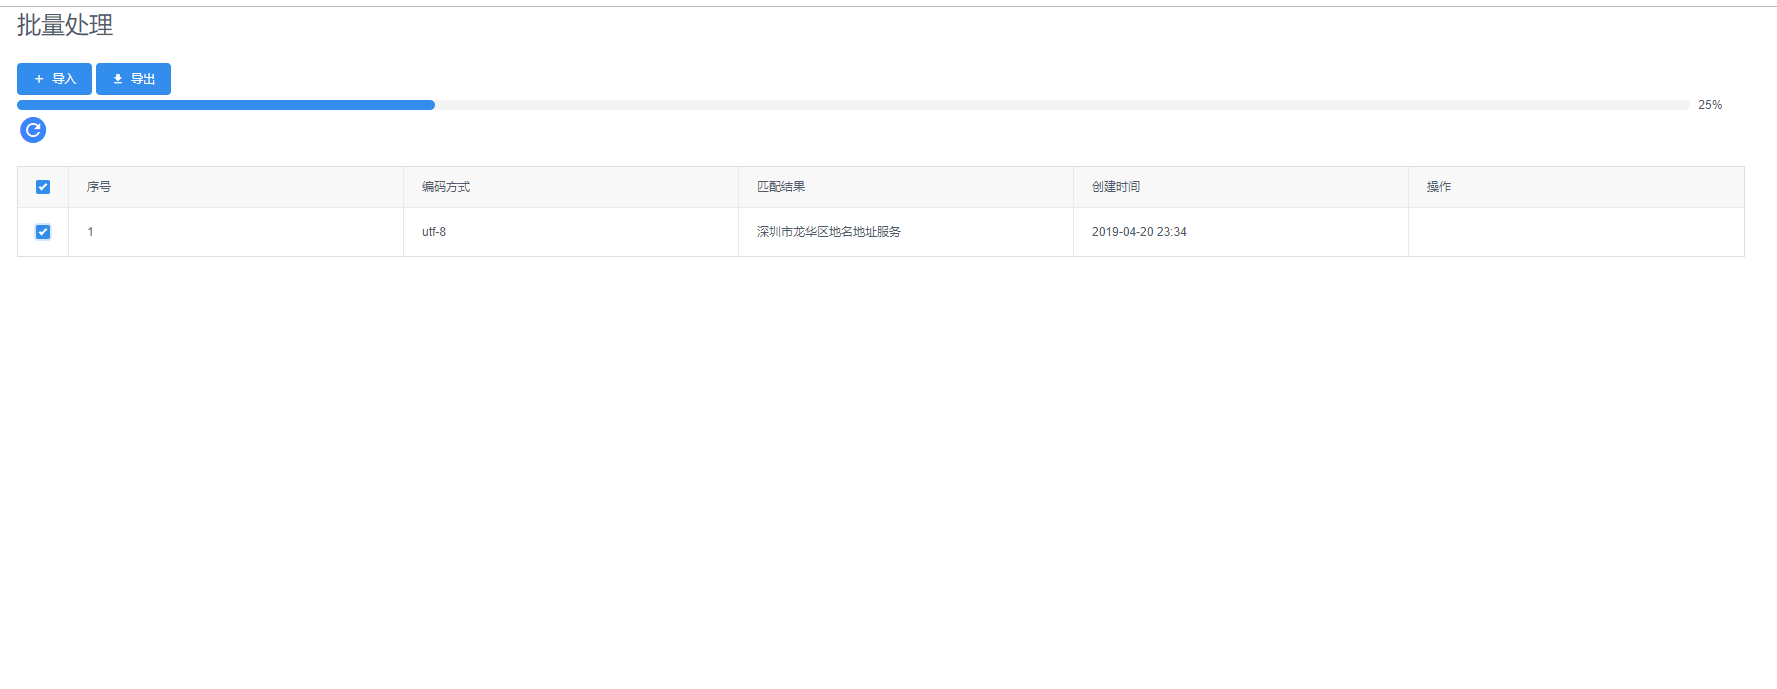 批量处理
导入 导出
25%
序号 编码方式 匹配结果 创建时间 操作
1 utf-8 深圳市龙华区地名地址服务 2019-04-20 23:34